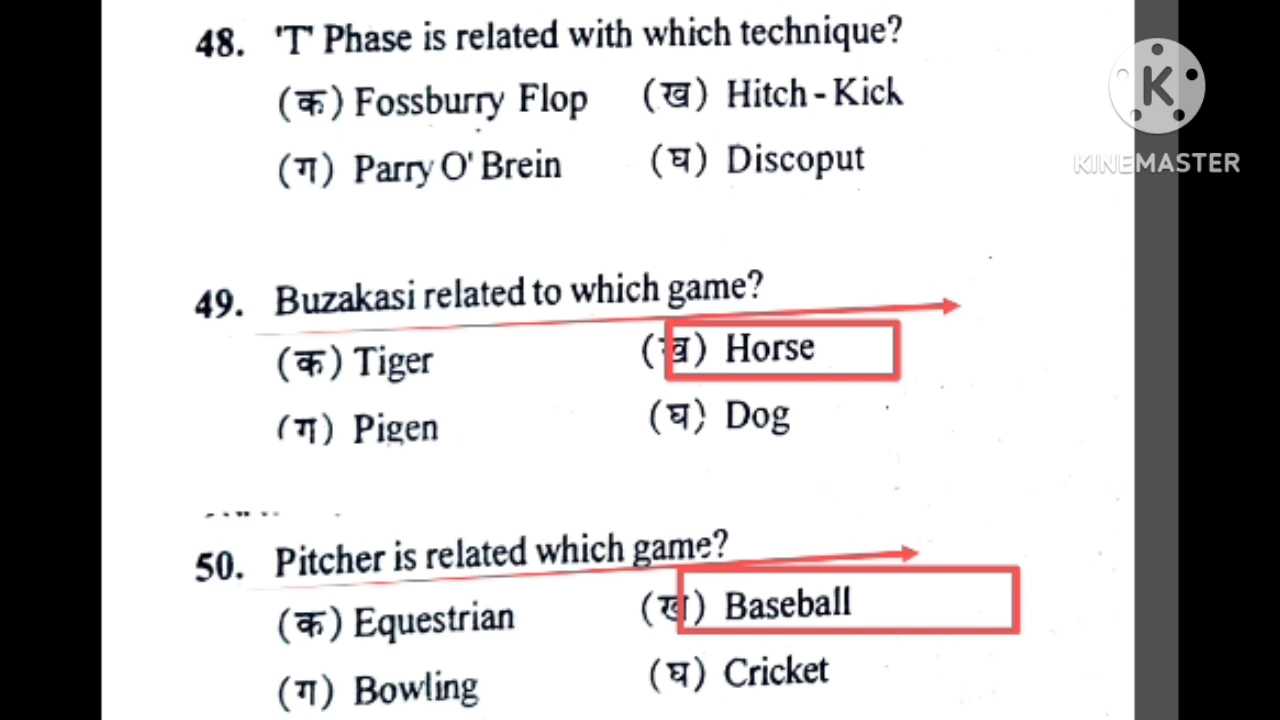 48. 'T' Phase is related with which technique?
(क) Fossburry Flop (ख) Hitch - Kick
(ग) Parry O' Brein (घ) Discoput
49. Buzakasi related to which game?
(क) Tiger (ख) Horse
(ग) Pigen (घ) Dog
50. Pitcher is related which game?
(क) Equestrian (ख) Baseball
(ग) Bowling (घ) Cricket
K
KINEMASTER